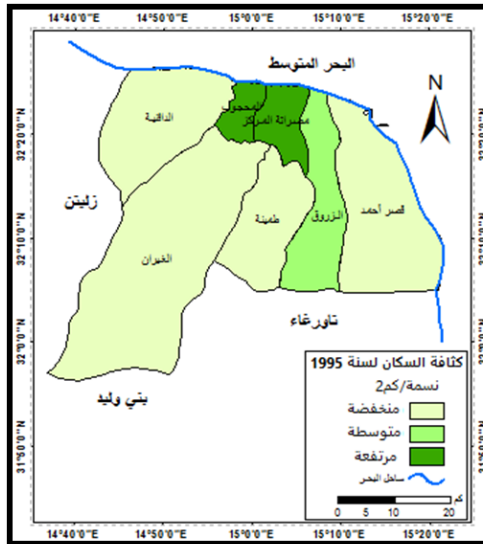 14°40'0"E 14°50'0"E 15°0'0"E 15°10'0"E 15°20'0"E
البحر المتوسط
N
الدافنية
المحجوب
مصراتة المركز
32°20'0"N
زليتن
الغيران
طمينة
الزروق
قصر أحمد
32°10'0"N
تاورغاء
32°0'0"N
بني وليد
31°50'0"N
كثافة السكان لسنة 1995
نسمة/كم2
منخفضة
متوسطة
مرتفعة
ساحل البحر
كم
0 5 10 20
14°40'0"E 14°50'0"E 15°0'0"E 15°10'0"E 15°20'0"E